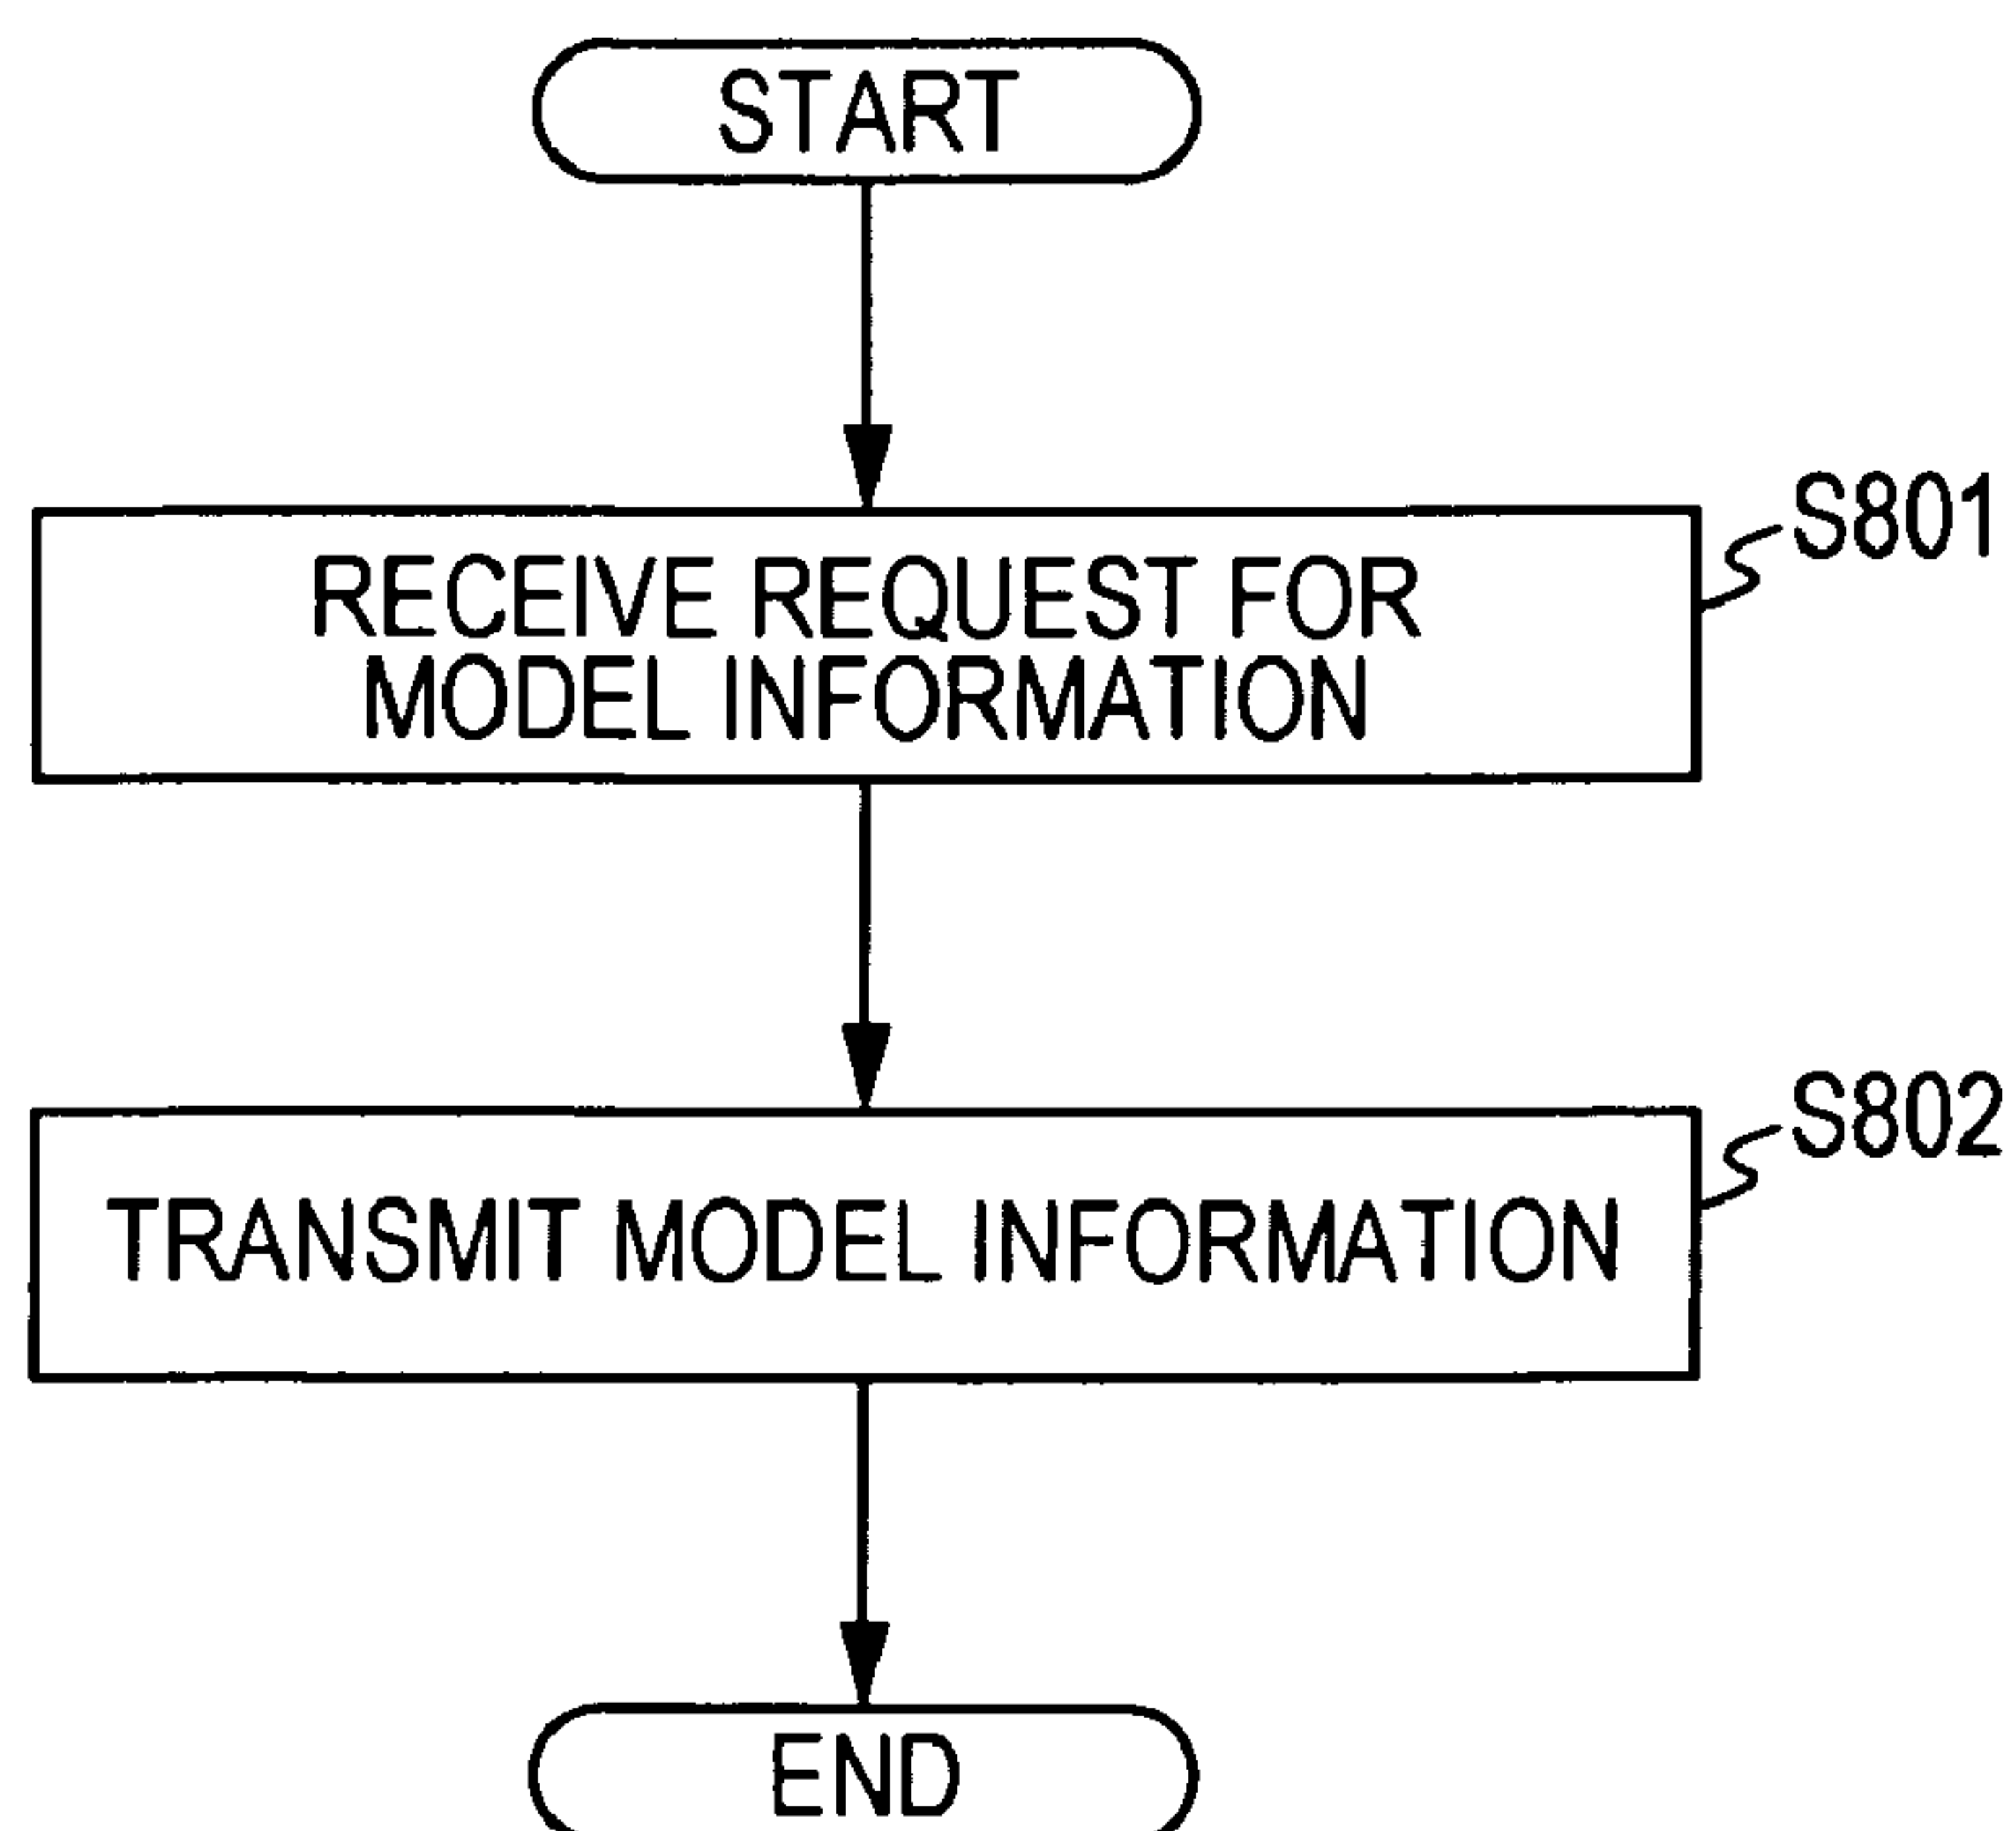 START
S801
RECEIVE REQUEST FOR
MODEL INFORMATION
S802
TRANSMIT MODEL INFORMATION
END